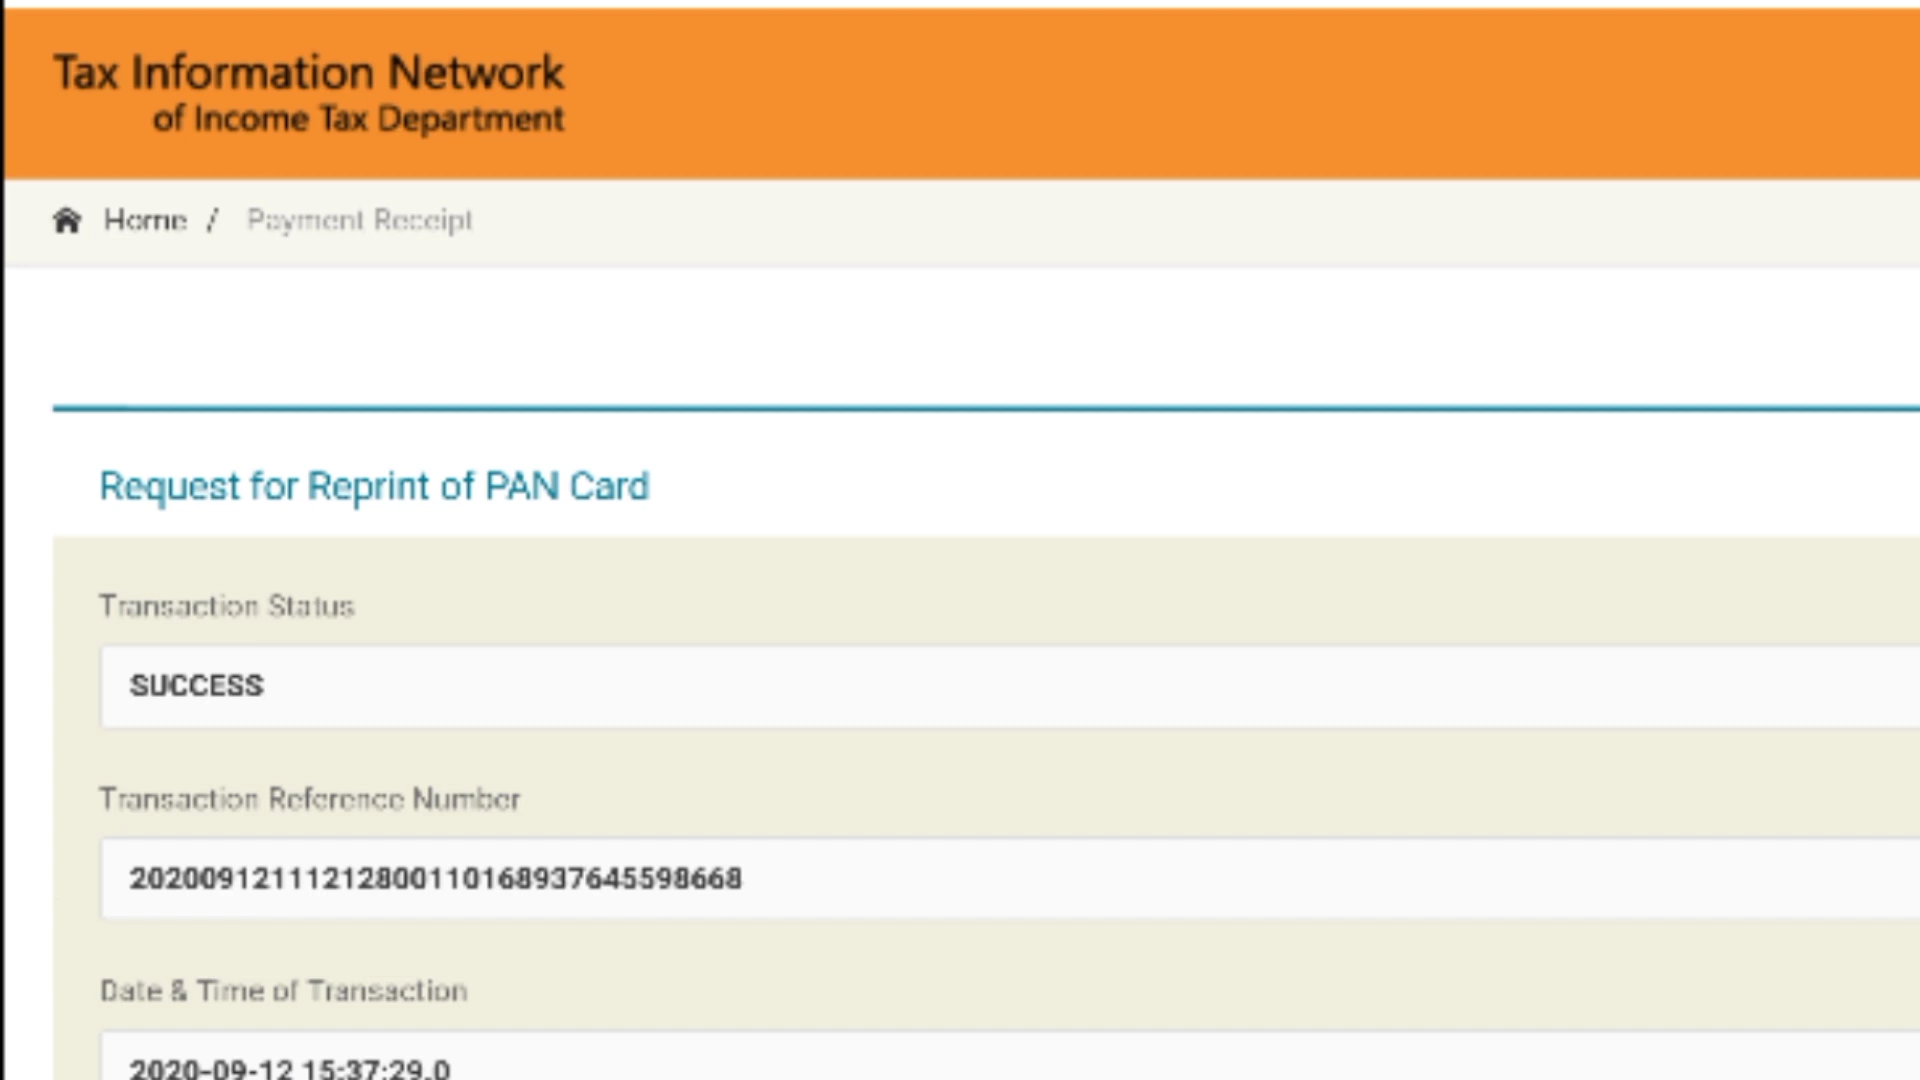 Tax Information Network
of Income Tax Department
Home / Payment Receipt
Request for Reprint of PAN Card
Transaction Status
SUCCESS
Transaction Reference Number
20200912111212800110168937645598668
Date & Time of Transaction
2020-09-12 15:37:29.0